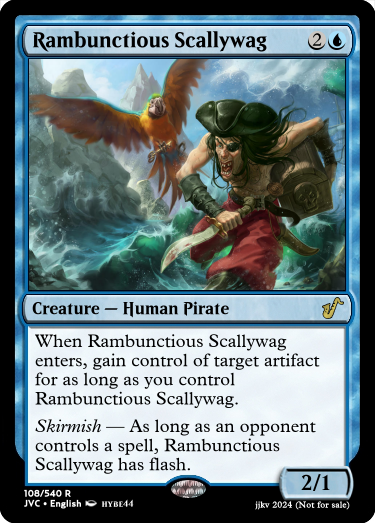 Rambunctious Scallywag 2
Creature — Human Pirate
When Rambunctious Scallywag
enters, gain control of target artifact
for as long as you control
Rambunctious Scallywag.
Skirmish — As long as an opponent
controls a spell, Rambunctious
Scallywag has flash.
2/1
108/540 R
JVC • English HYBE44
jjkv 2024 (Not for sale)